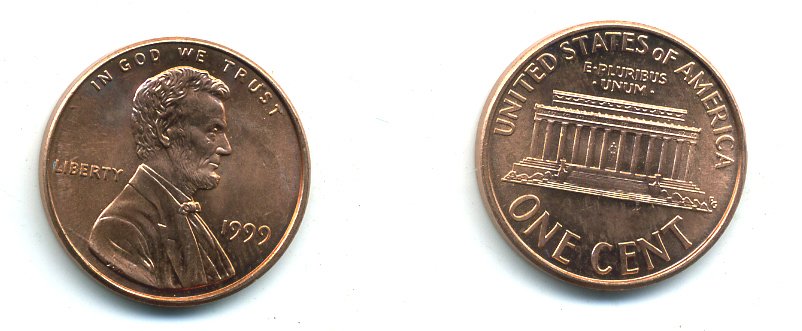 IN GOD WE TRUST
LIBERTY
1999
UNITED STATES OF AMERICA
E·PLURIBUS
·UNUM·
ONE CENT